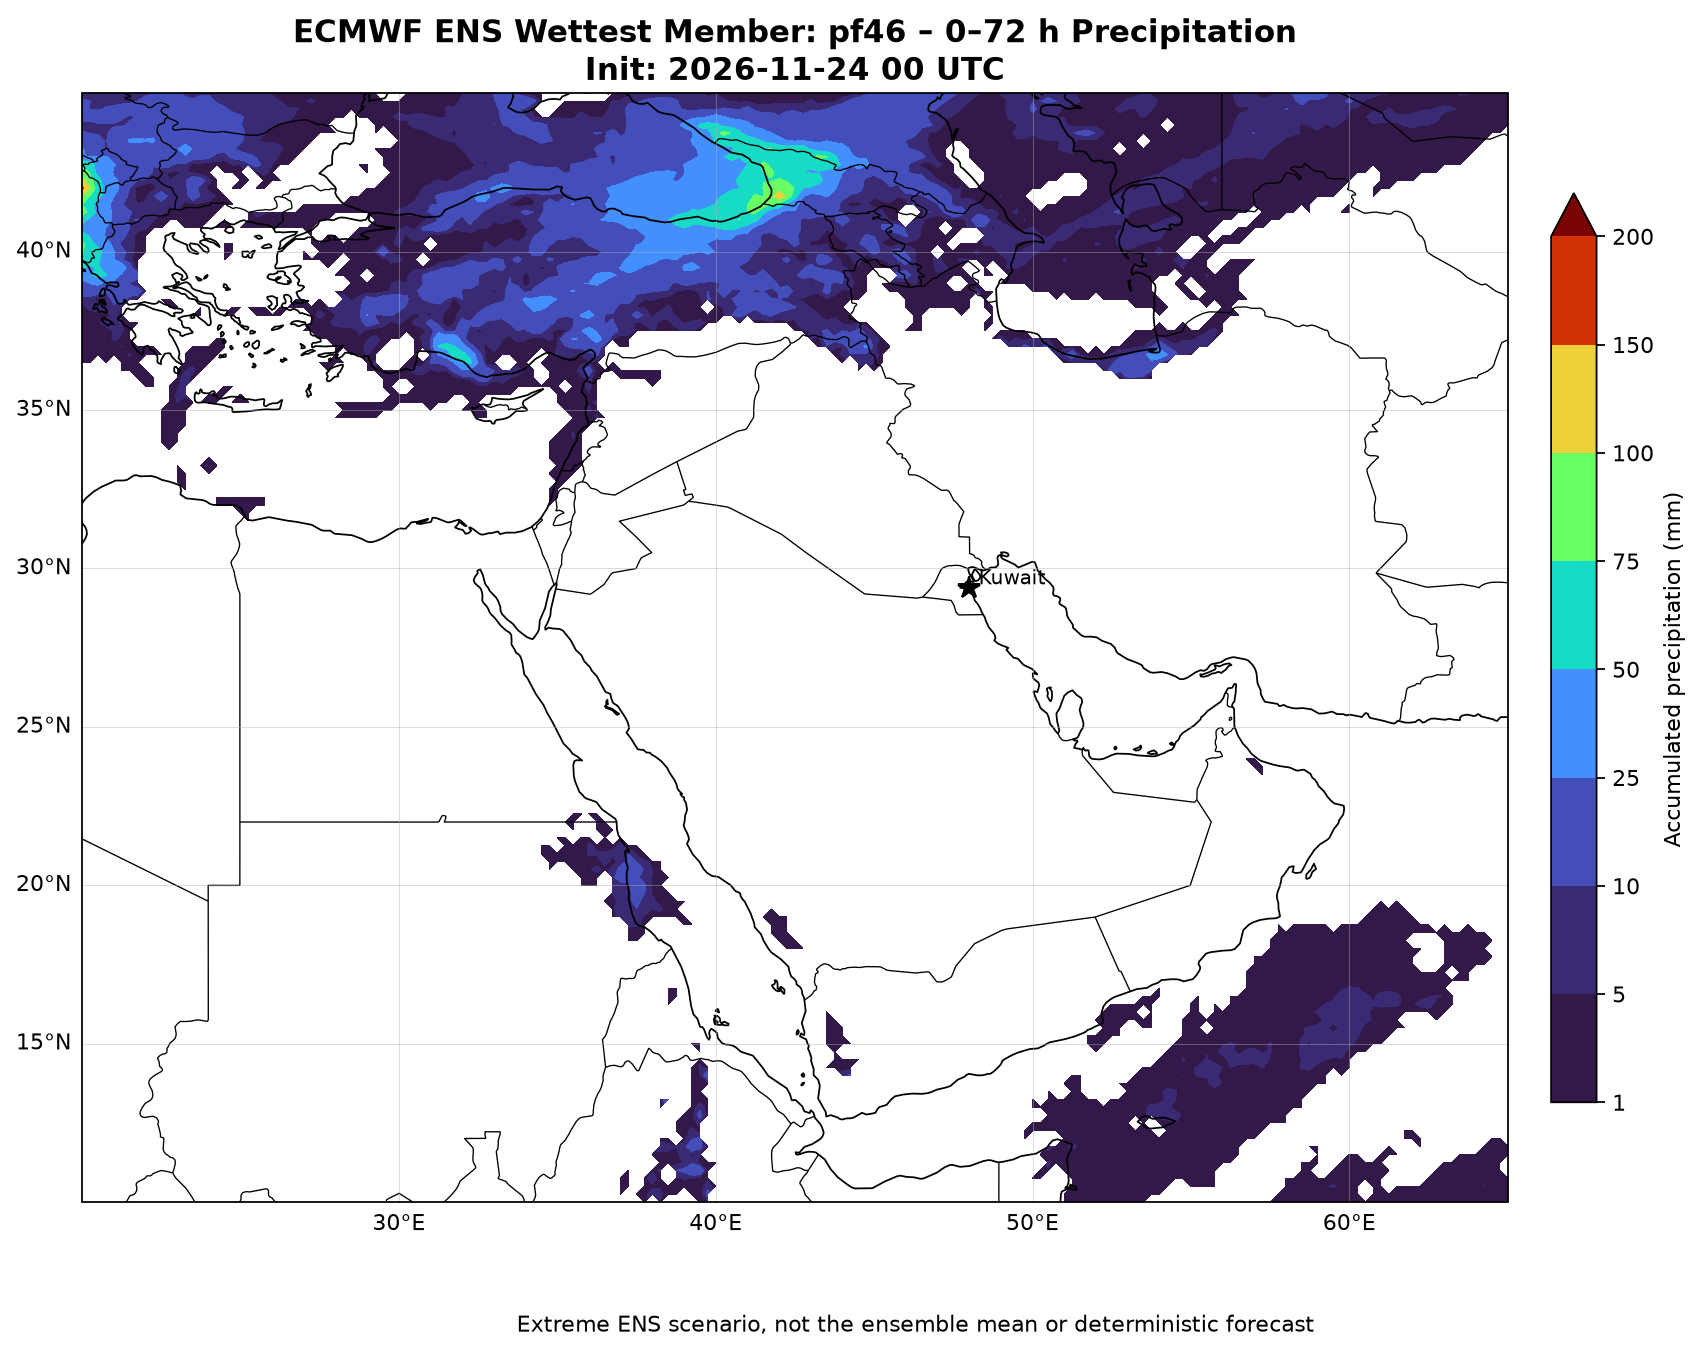 ECMWF ENS Wettest Member: pf46 – 0–72 h Precipitation
Init: 2026-11-24 00 UTC
40°N
35°N
30°N
25°N
20°N
15°N
30°E
40°E
50°E
60°E
Kuwait
200
150
100
75
50
25
10
5
1
Accumulated precipitation (mm)
Extreme ENS scenario, not the ensemble mean or deterministic forecast